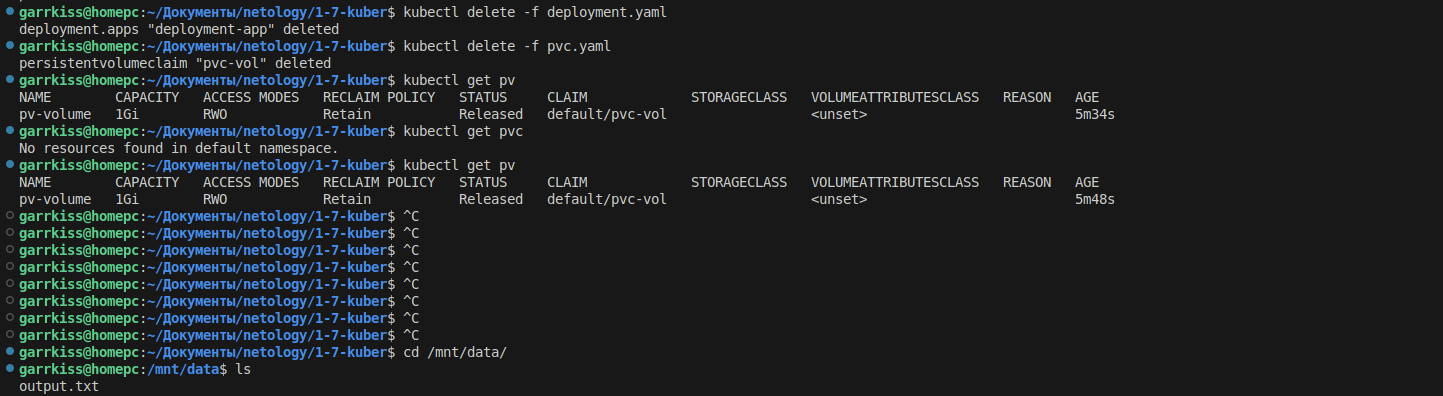 garrkiss@homepc:~/Документы/netology/1-7-kuber$ kubectl delete -f deployment.yaml
deployment.apps "deployment-app" deleted
garrkiss@homepc:~/Документы/netology/1-7-kuber$ kubectl delete -f pvc.yaml
persistentvolumeclaim "pvc-vol" deleted
garrkiss@homepc:~/Документы/netology/1-7-kuber$ kubectl get pv
NAME CAPACITY ACCESS MODES RECLAIM POLICY STATUS CLAIM STORAGECLASS VOLUMEATTRIBUTESCLASS REASON AGE
pv-volume 1Gi RWO Retain Released default/pvc-vol <unset> 5m34s
garrkiss@homepc:~/Документы/netology/1-7-kuber$ kubectl get pvc
No resources found in default namespace.
garrkiss@homepc:~/Документы/netology/1-7-kuber$ kubectl get pv
NAME CAPACITY ACCESS MODES RECLAIM POLICY STATUS CLAIM STORAGECLASS VOLUMEATTRIBUTESCLASS REASON AGE
pv-volume 1Gi RWO Retain Released default/pvc-vol <unset> 5m48s
garrkiss@homepc:~/Документы/netology/1-7-kuber$ ^C
garrkiss@homepc:~/Документы/netology/1-7-kuber$ ^C
garrkiss@homepc:~/Документы/netology/1-7-kuber$ ^C
garrkiss@homepc:~/Документы/netology/1-7-kuber$ ^C
garrkiss@homepc:~/Документы/netology/1-7-kuber$ ^C
garrkiss@homepc:~/Документы/netology/1-7-kuber$ ^C
garrkiss@homepc:~/Документы/netology/1-7-kuber$ ^C
garrkiss@homepc:~/Документы/netology/1-7-kuber$ ^C
garrkiss@homepc:~/Документы/netology/1-7-kuber$ cd /mnt/data/
garrkiss@homepc:/mnt/data$ ls
output.txt